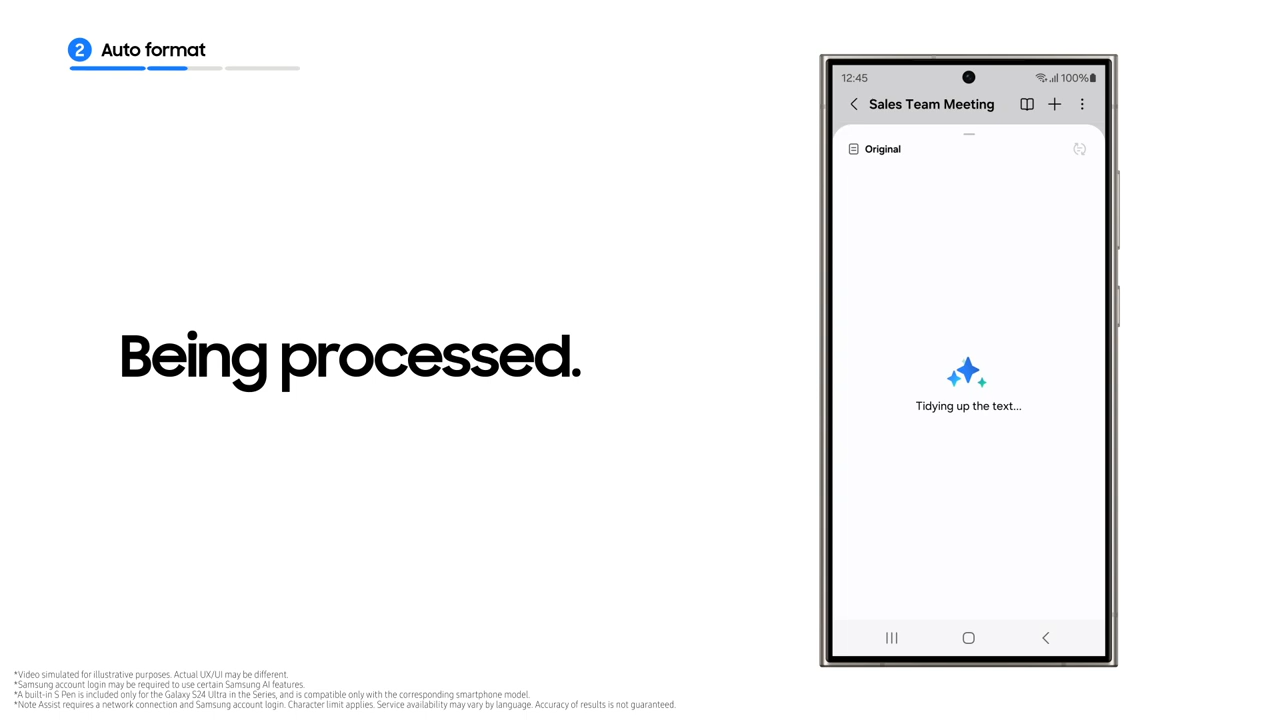 2 Auto format
Being processed.
12:45
100%
Sales Team Meeting
Original
Tidying up the text...
*Video simulated for illustrative purposes. Actual UX/UI may be different.
*Samsung account login may be required to use certain Samsung AI features.
*A built-in S Pen is included only for the Galaxy S24 Ultra in the Series, and is compatible only with the corresponding smartphone model.
*Note Assist requires a network connection and Samsung account login. Character limit applies. Service availability may vary by language. Accuracy of results is not guaranteed.